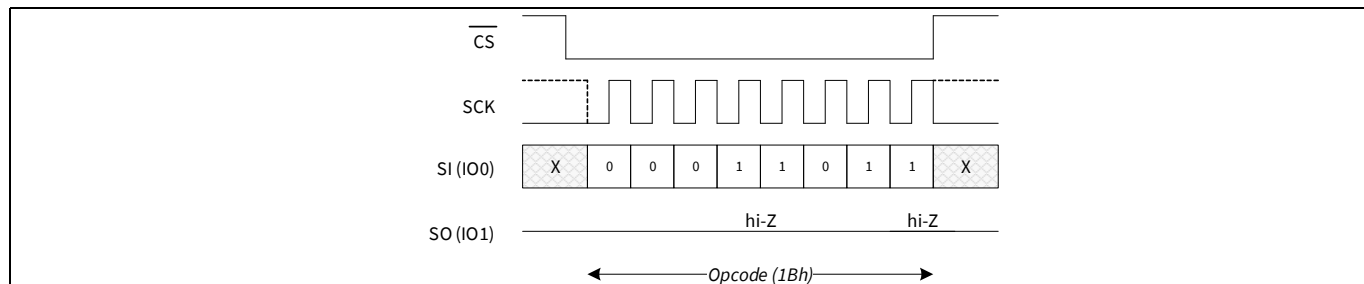 CS
SCK
SI (IO0) X 0 0 0 1 1 0 1 1 X
hi-Z hi-Z
SO (IO1)
Opcode (1Bh)